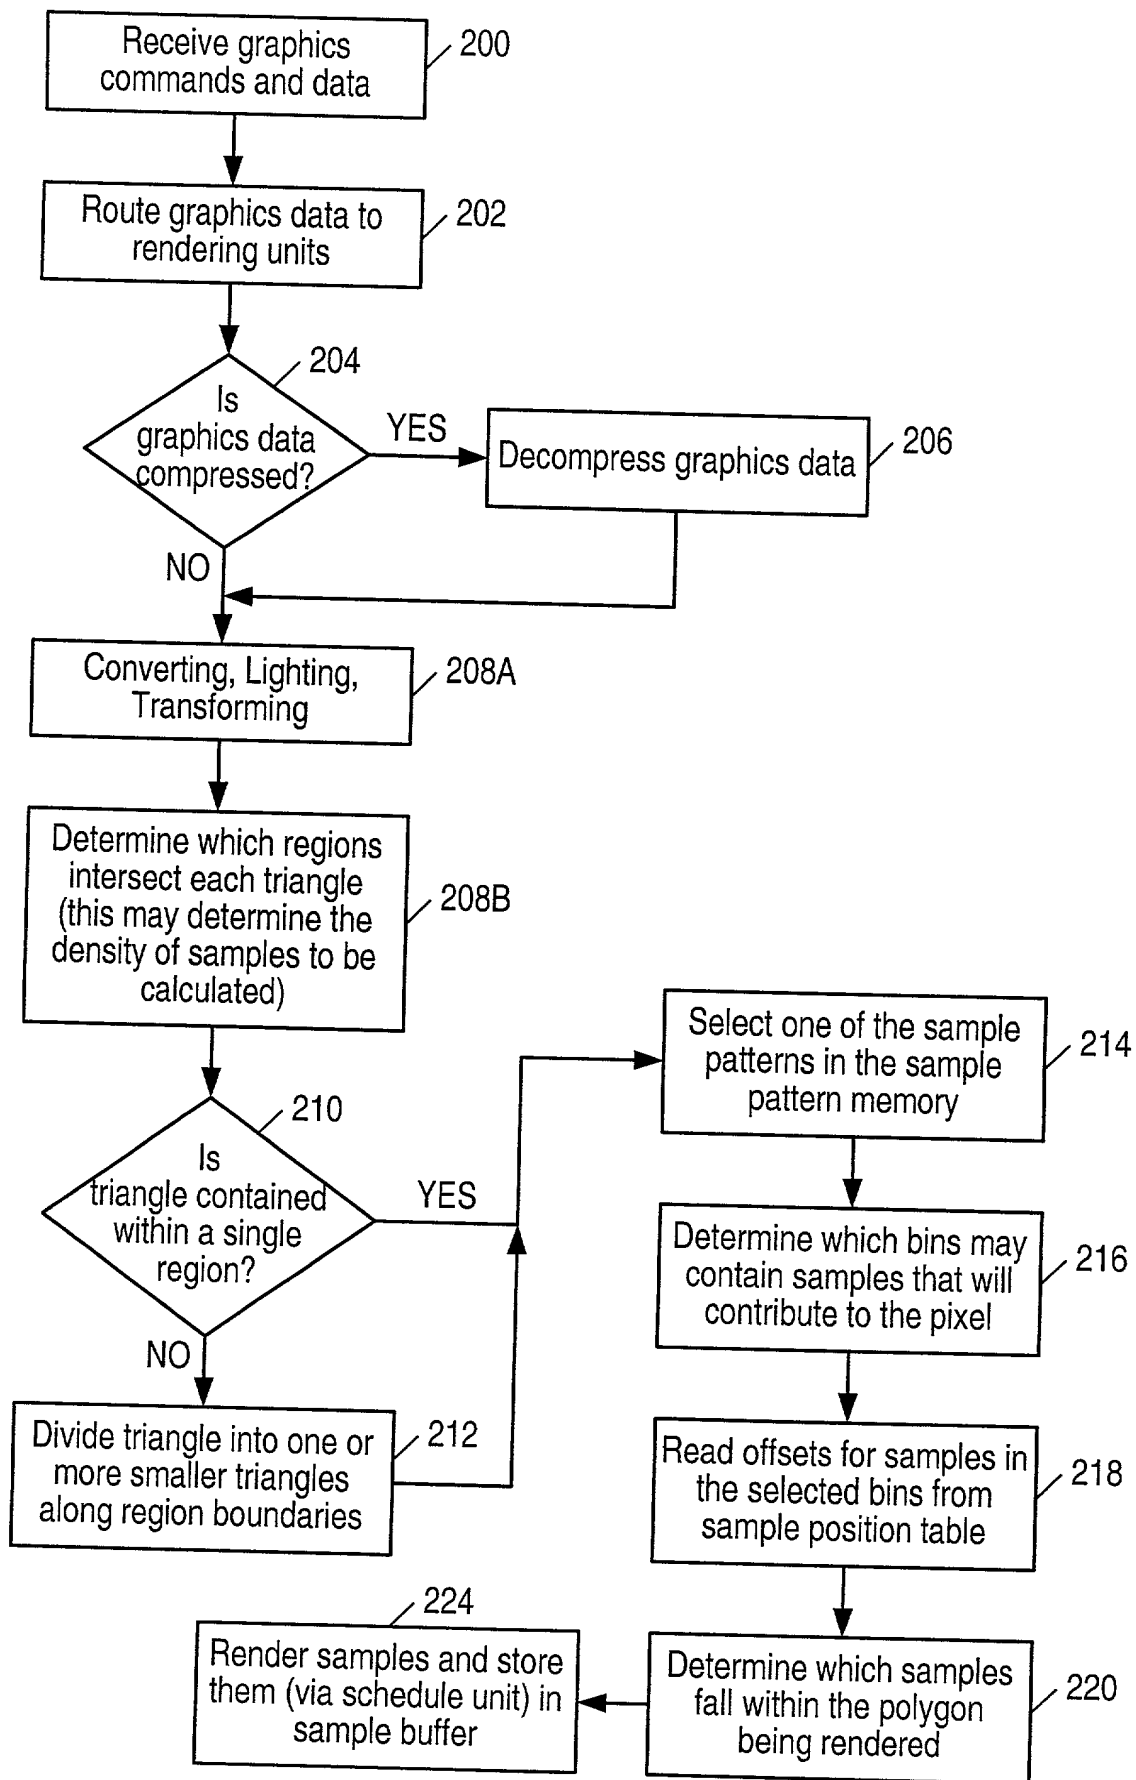 Receive graphics
commands and data
200
Route graphics data to
rendering units
202
204
Is
graphics data
compressed?
YES
Decompress graphics data
206
NO
Converting, Lighting,
Transforming
208A
Determine which regions
intersect each triangle
(this may determine the
density of samples to be
calculated)
208B
210
Is
triangle contained
within a single
region?
YES
NO
Divide triangle into one or
more smaller triangles
along region boundaries
212
Select one of the sample
patterns in the sample
pattern memory
214
Determine which bins may
contain samples that will
contribute to the pixel
216
Read offsets for samples in
the selected bins from
sample position table
218
Determine which samples
fall within the polygon
being rendered
220
224
Render samples and store
them (via schedule unit) in
sample buffer